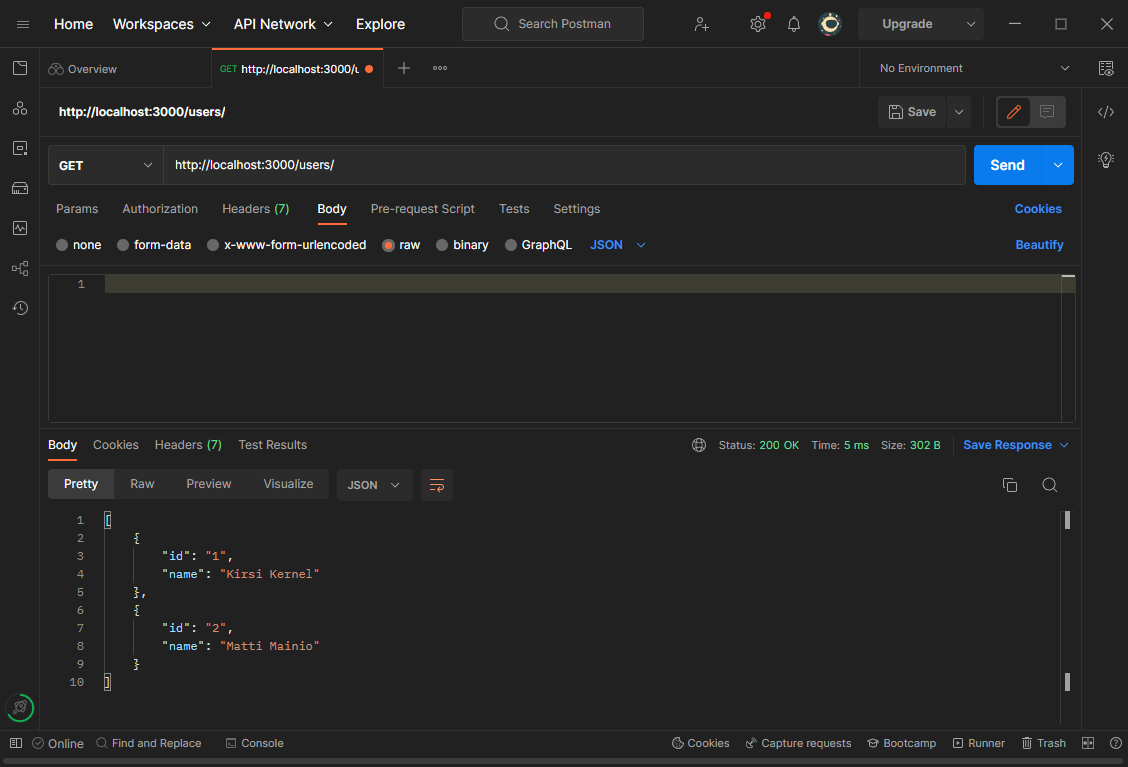 Home Workspaces API Network Explore Search Postman Upgrade
Overview GET http://localhost:3000/u No Environment
http://localhost:3000/users/ Save
GET http://localhost:3000/users/ Send
Params Authorization Headers (7) Body Pre-request Script Tests Settings Cookies
none form-data x-www-form-urlencoded raw binary GraphQL JSON Beautify
1
Body Cookies Headers (7) Test Results Status: 200 OK Time: 5 ms Size: 302 B Save Response
Pretty Raw Preview Visualize JSON
1 [
2 {
3 "id": "1",
4 "name": "Kirsi Kernel"
5 },
6 {
7 "id": "2",
8 "name": "Matti Mainio"
9 }
10 ]
Online Find and Replace Console Cookies Capture requests Bootcamp Runner Trash